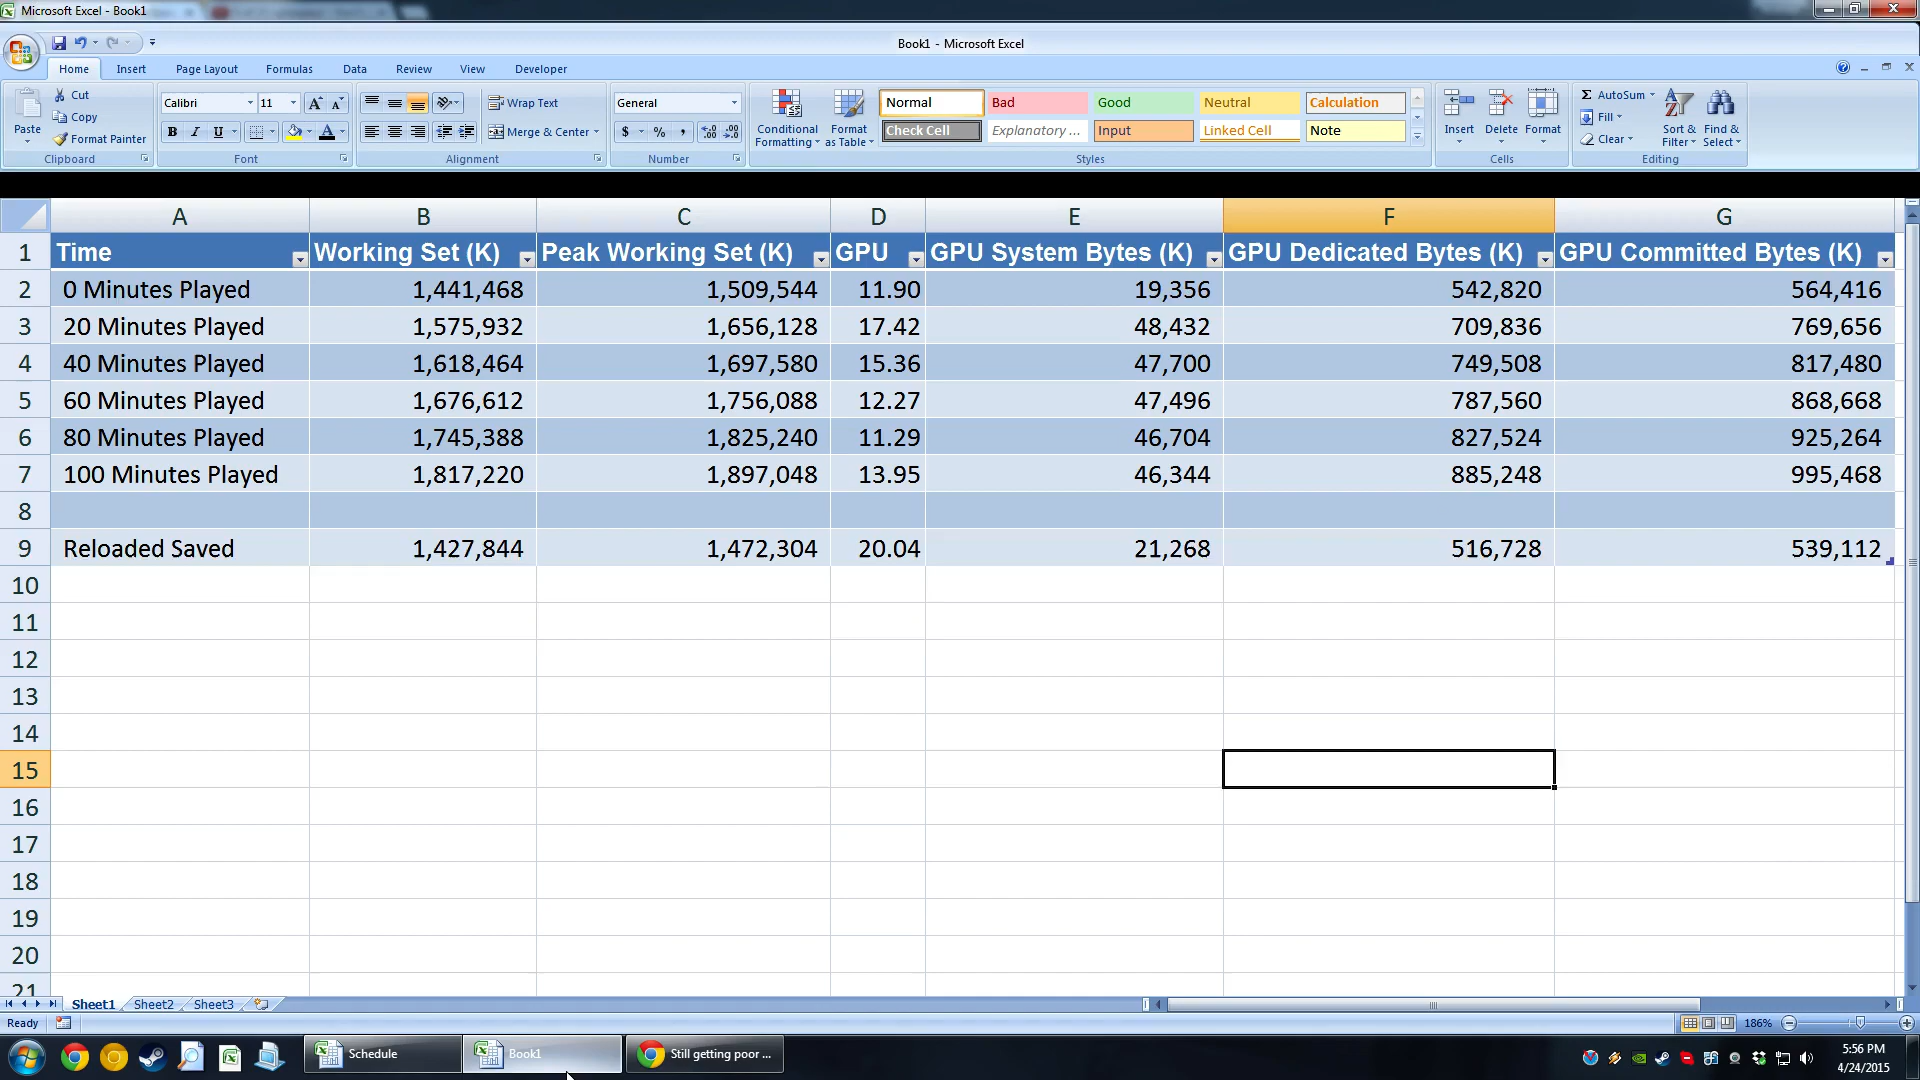 Microsoft Excel - Book1
Book1 - Microsoft Excel
Home Insert Page Layout Formulas Data Review View Developer
Paste Cut Copy Format Painter
Clipboard
Calibri 11 A A
B I U A
Font
Wrap Text
Merge & Center
Alignment
General
$ % ,
Number
Conditional Formatting Format as Table
Normal Bad Good Neutral Calculation
Check Cell Explanatory ... Input Linked Cell Note
Styles
Insert Delete Format
Cells
AutoSum
Fill
Clear
Sort & Filter Find & Select
Editing
A B C D E F G
1 Time Working Set (K) Peak Working Set (K) GPU GPU System Bytes (K) GPU Dedicated Bytes (K) GPU Committed Bytes (K)
2 0 Minutes Played 1,441,468 1,509,544 11.90 19,356 542,820 564,416
3 20 Minutes Played 1,575,932 1,656,128 17.42 48,432 709,836 769,656
4 40 Minutes Played 1,618,464 1,697,580 15.36 47,700 749,508 817,480
5 60 Minutes Played 1,676,612 1,756,088 12.27 47,496 787,560 868,668
6 80 Minutes Played 1,745,388 1,825,240 11.29 46,704 827,524 925,264
7 100 Minutes Played 1,817,220 1,897,048 13.95 46,344 885,248 995,468
8
9 Reloaded Saved 1,427,844 1,472,304 20.04 21,268 516,728 539,112
10
11
12
13
14
15
16
17
18
19
20
21
Sheet1 Sheet2 Sheet3
Ready 186%
Schedule Book1 Still getting poor ...
5:56 PM
4/24/2015